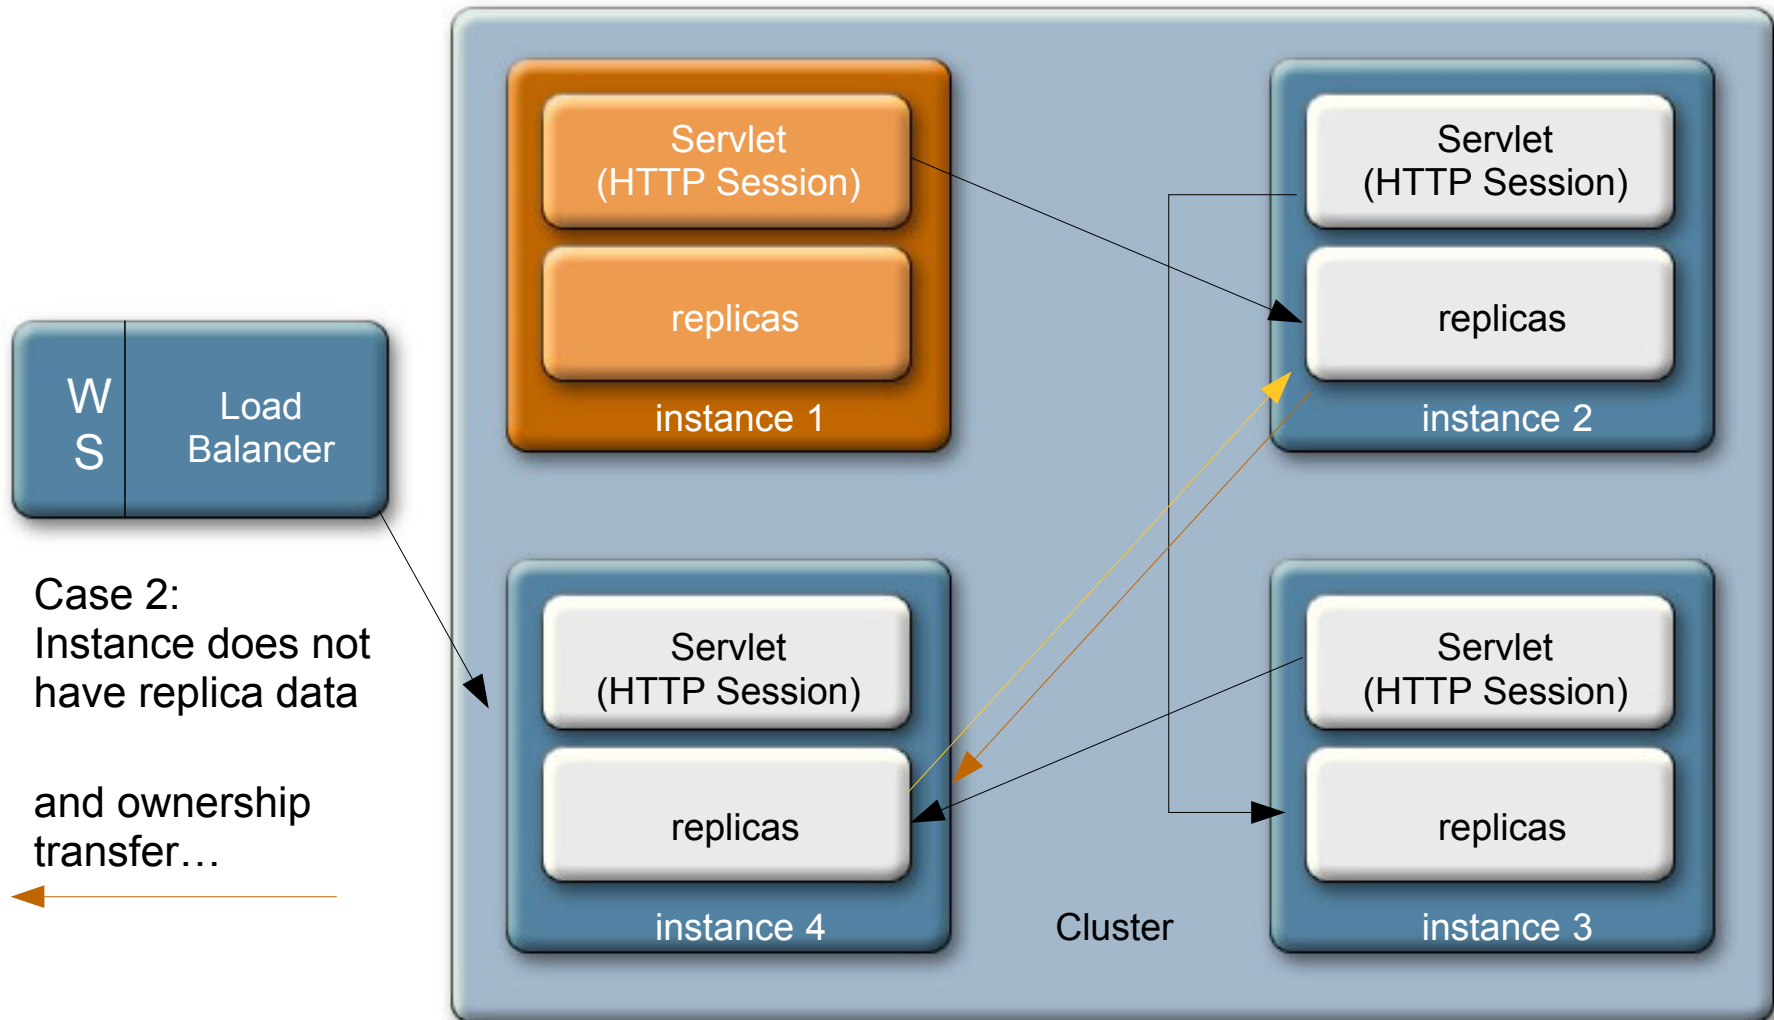 Servlet
(HTTP Session)
replicas
instance 1
Servlet
(HTTP Session)
replicas
instance 2
W
S
Load
Balancer
Case 2:
Instance does not
have replica data
and ownership
transfer…
Servlet
(HTTP Session)
replicas
instance 4
Cluster
Servlet
(HTTP Session)
replicas
instance 3